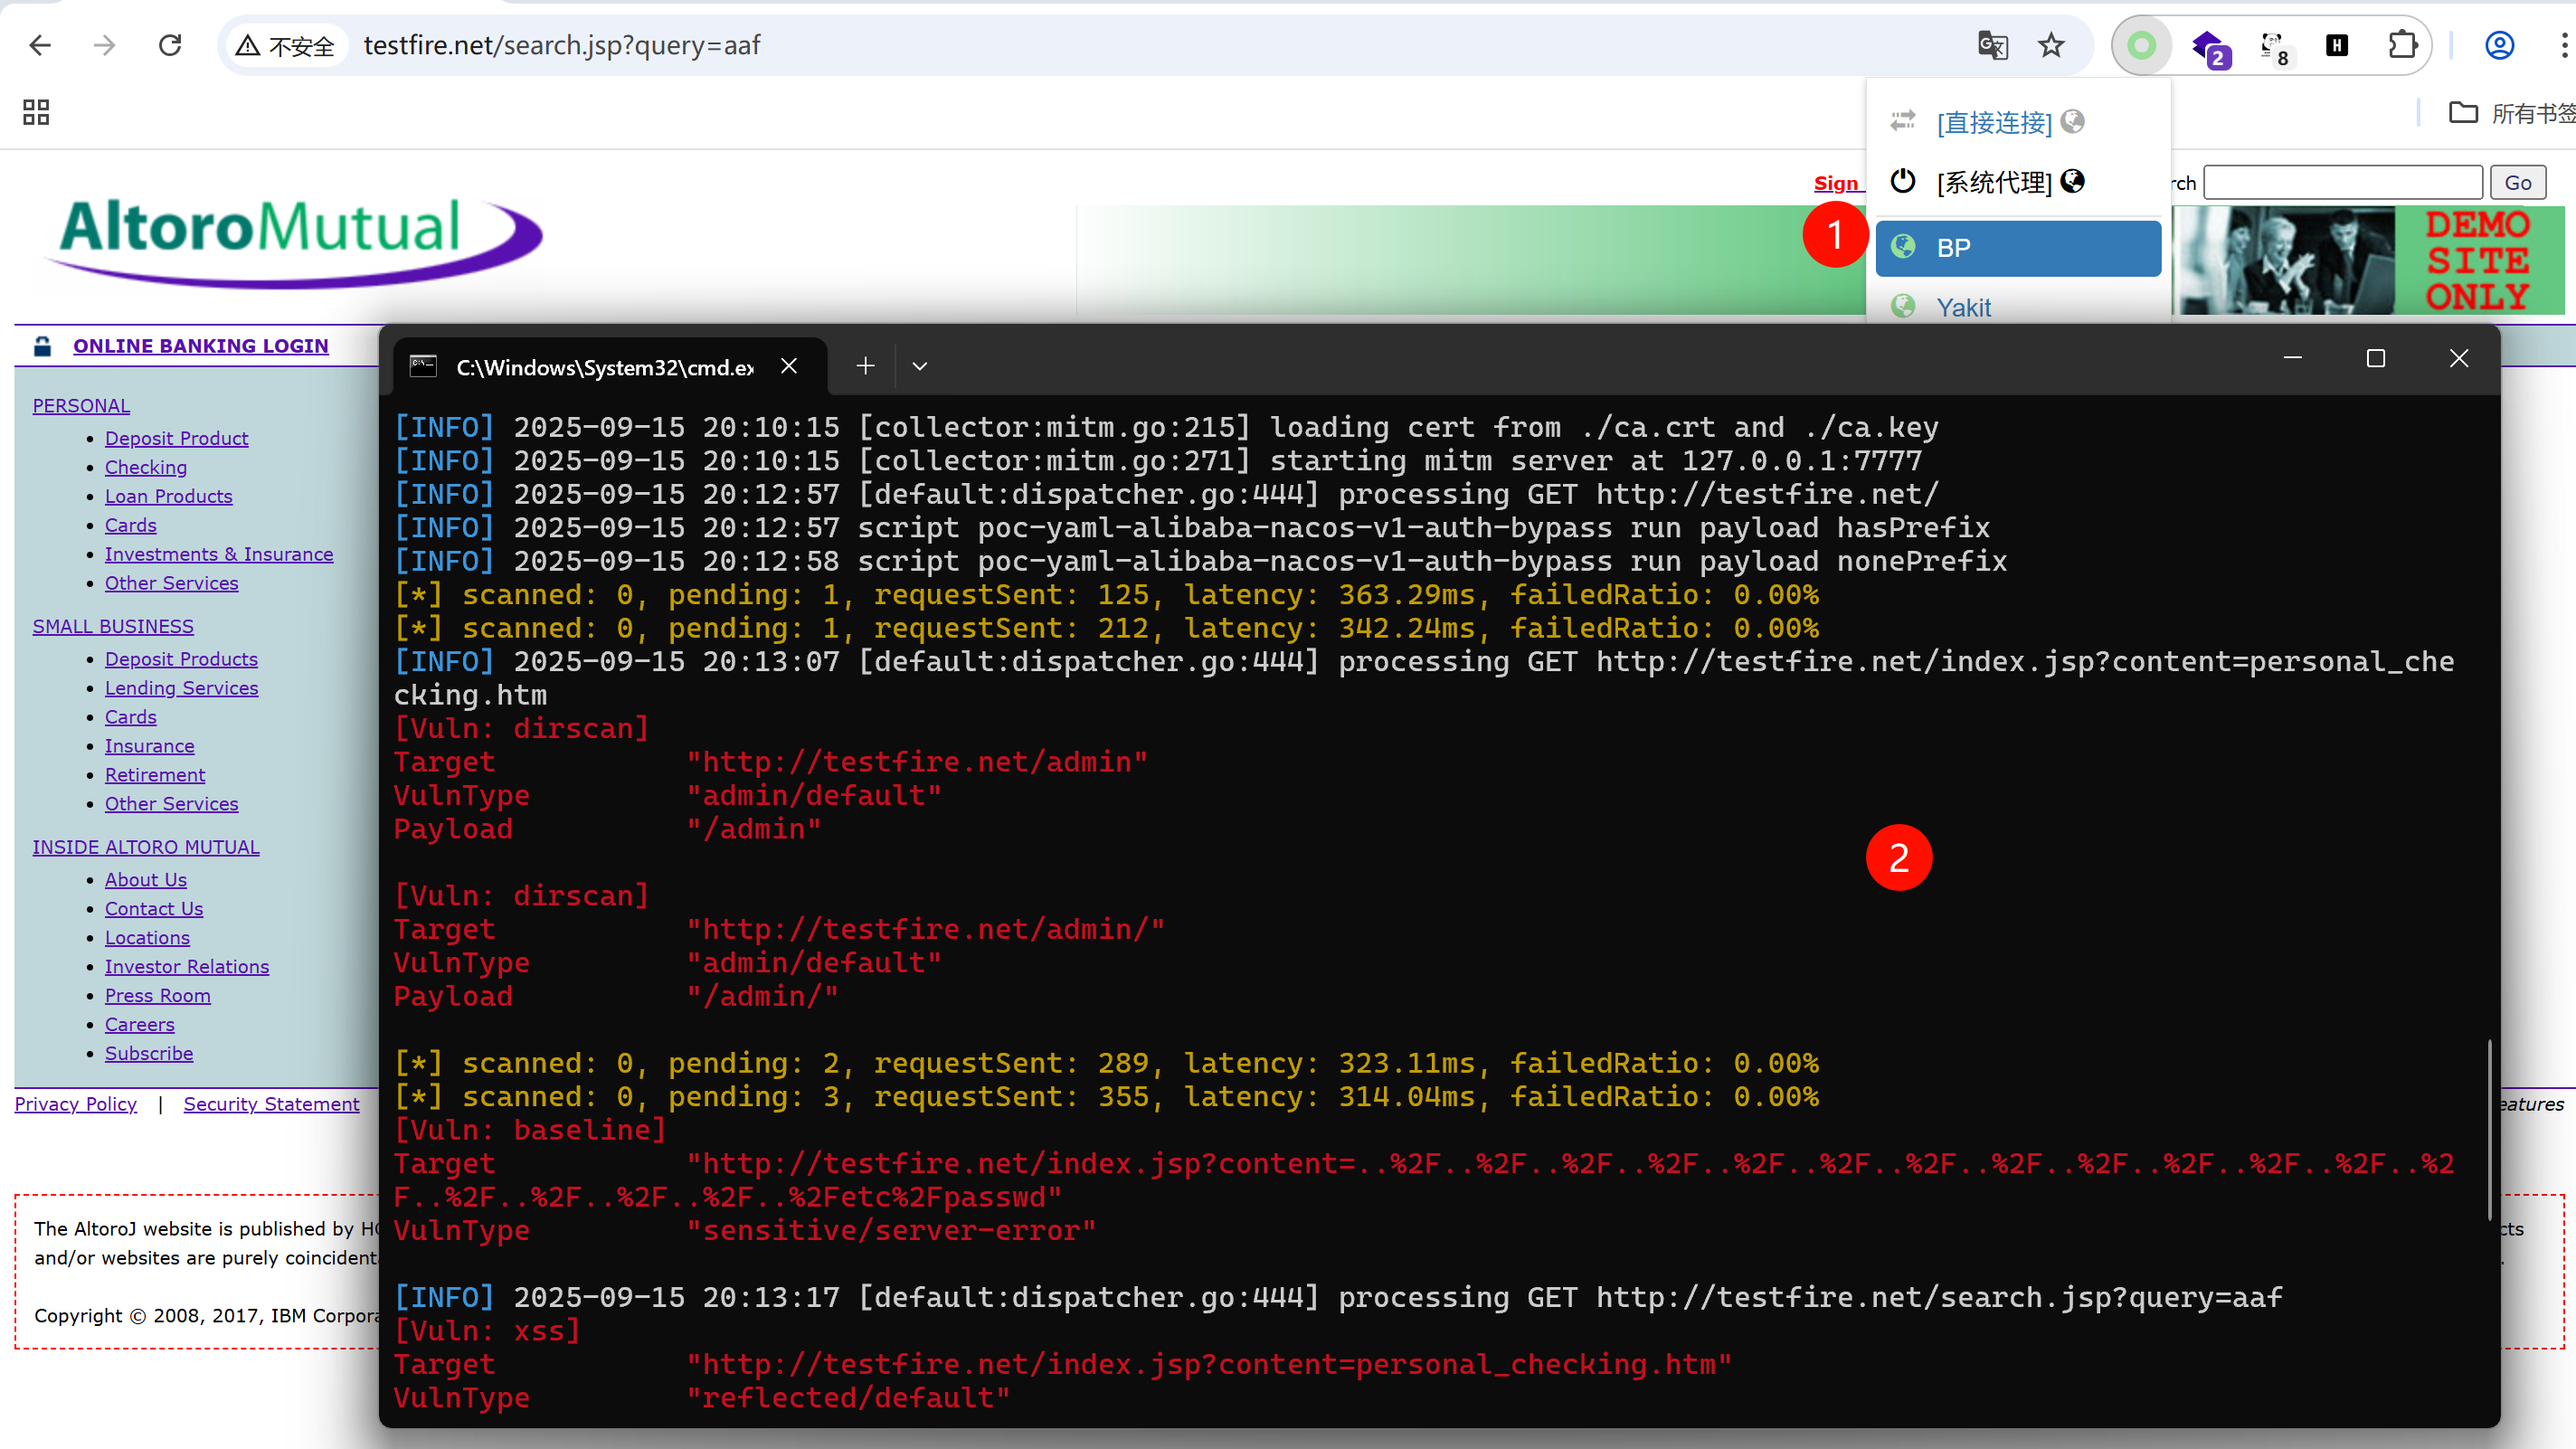 不安全
testfire.net/search.jsp?query=aaf
2
8
H
所有书签
[直接连接]
[系统代理]
1
BP
Yakit
Sign
rch
Go
AltoroMutual
DEMO
SITE
ONLY
ONLINE BANKING LOGIN
PERSONAL
Deposit Product
Checking
Loan Products
Cards
Investments & Insurance
Other Services
SMALL BUSINESS
Deposit Products
Lending Services
Cards
Insurance
Retirement
Other Services
INSIDE ALTORO MUTUAL
About Us
Contact Us
Locations
Investor Relations
Press Room
Careers
Subscribe
Privacy Policy | Security Statement
eatures
The AltoroJ website is published by HC
cts
and/or websites are purely coincidenta
Copyright © 2008, 2017, IBM Corpora
C:\Windows\System32\cmd.ex
[INFO] 2025-09-15 20:10:15 [collector:mitm.go:215] loading cert from ./ca.crt and ./ca.key
[INFO] 2025-09-15 20:10:15 [collector:mitm.go:271] starting mitm server at 127.0.0.1:7777
[INFO] 2025-09-15 20:12:57 [default:dispatcher.go:444] processing GET http://testfire.net/
[INFO] 2025-09-15 20:12:57 script poc-yaml-alibaba-nacos-v1-auth-bypass run payload hasPrefix
[INFO] 2025-09-15 20:12:58 script poc-yaml-alibaba-nacos-v1-auth-bypass run payload nonePrefix
[*] scanned: 0, pending: 1, requestSent: 125, latency: 363.29ms, failedRatio: 0.00%
[*] scanned: 0, pending: 1, requestSent: 212, latency: 342.24ms, failedRatio: 0.00%
[INFO] 2025-09-15 20:13:07 [default:dispatcher.go:444] processing GET http://testfire.net/index.jsp?content=personal_che
cking.htm
[Vuln: dirscan]
Target "http://testfire.net/admin"
VulnType "admin/default"
Payload "/admin"
2
[Vuln: dirscan]
Target "http://testfire.net/admin/"
VulnType "admin/default"
Payload "/admin/"
[*] scanned: 0, pending: 2, requestSent: 289, latency: 323.11ms, failedRatio: 0.00%
[*] scanned: 0, pending: 3, requestSent: 355, latency: 314.04ms, failedRatio: 0.00%
[Vuln: baseline]
Target "http://testfire.net/index.jsp?content=..%2F..%2F..%2F..%2F..%2F..%2F..%2F..%2F..%2F..%2F..%2F..%2F..%2
F..%2F..%2F..%2F..%2F..%2Fetc%2Fpasswd"
VulnType "sensitive/server-error"
[INFO] 2025-09-15 20:13:17 [default:dispatcher.go:444] processing GET http://testfire.net/search.jsp?query=aaf
[Vuln: xss]
Target "http://testfire.net/index.jsp?content=personal_checking.htm"
VulnType "reflected/default"